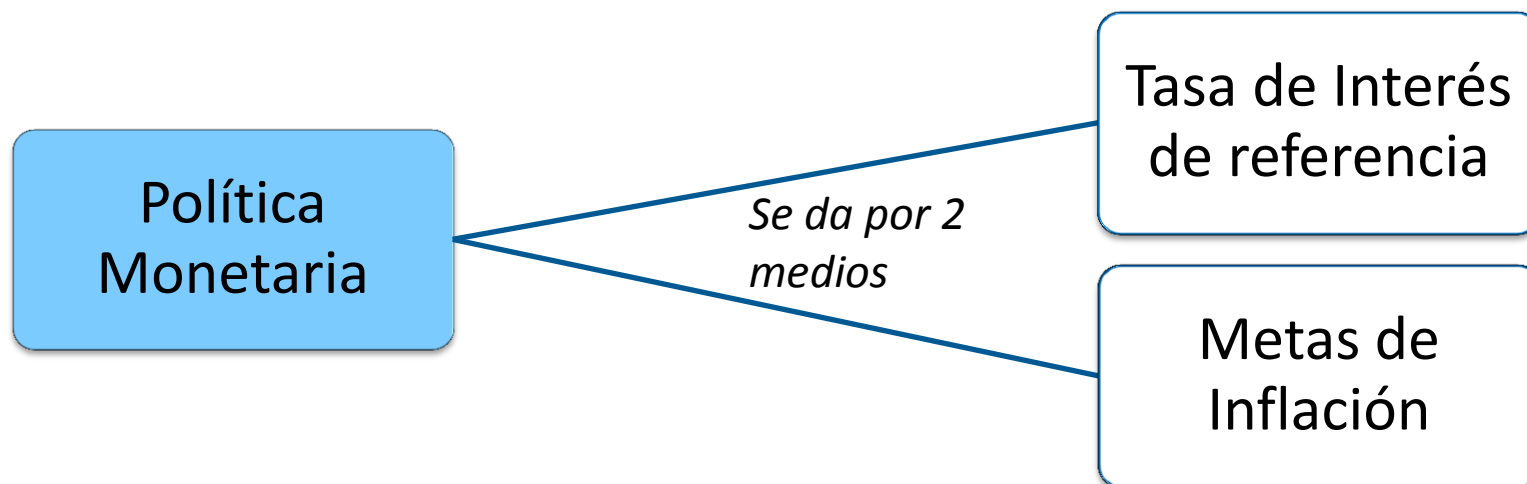 Política
Monetaria
Se da por 2
medios
Tasa de Interés
de referencia
Metas de
Inflación